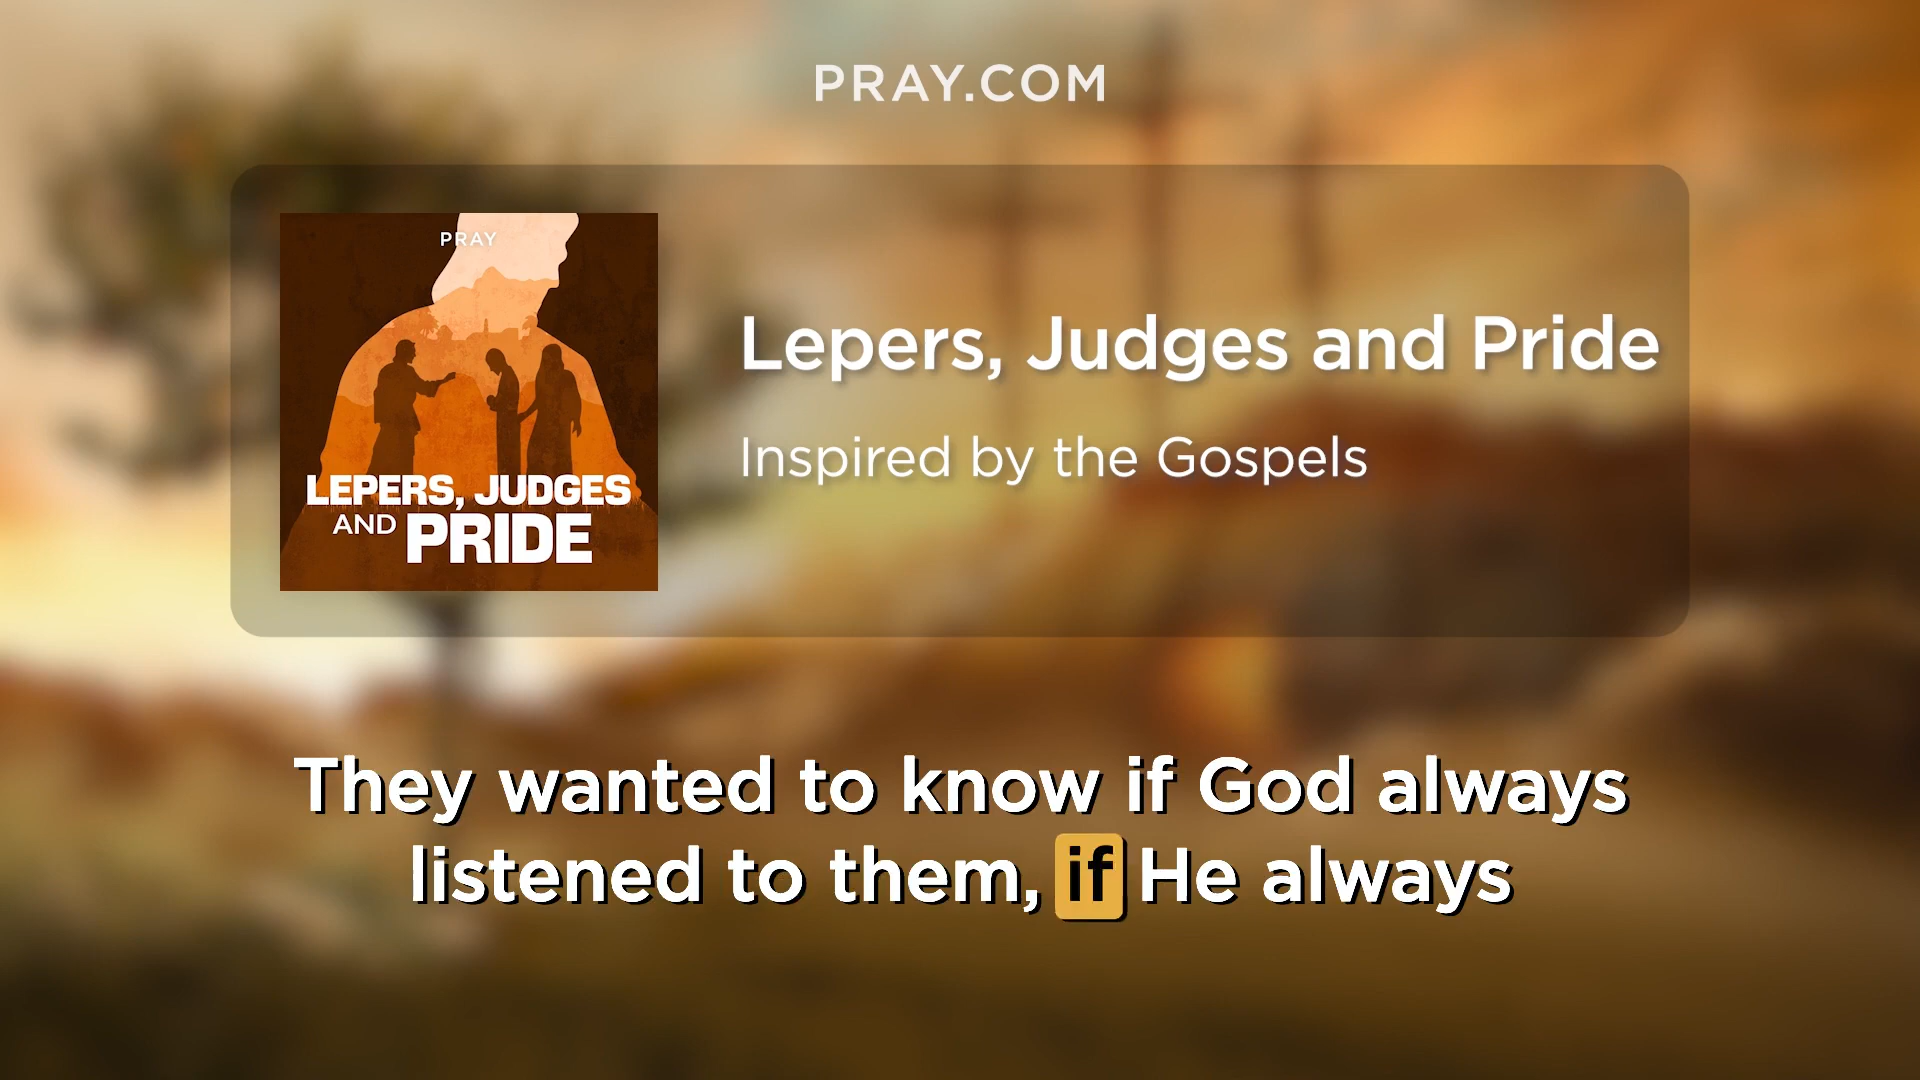 PRAY.COM
PRAY
LEPERS, JUDGES
AND PRIDE
Lepers, Judges and Pride
Inspired by the Gospels
They wanted to know if God always
listened to them, if He always